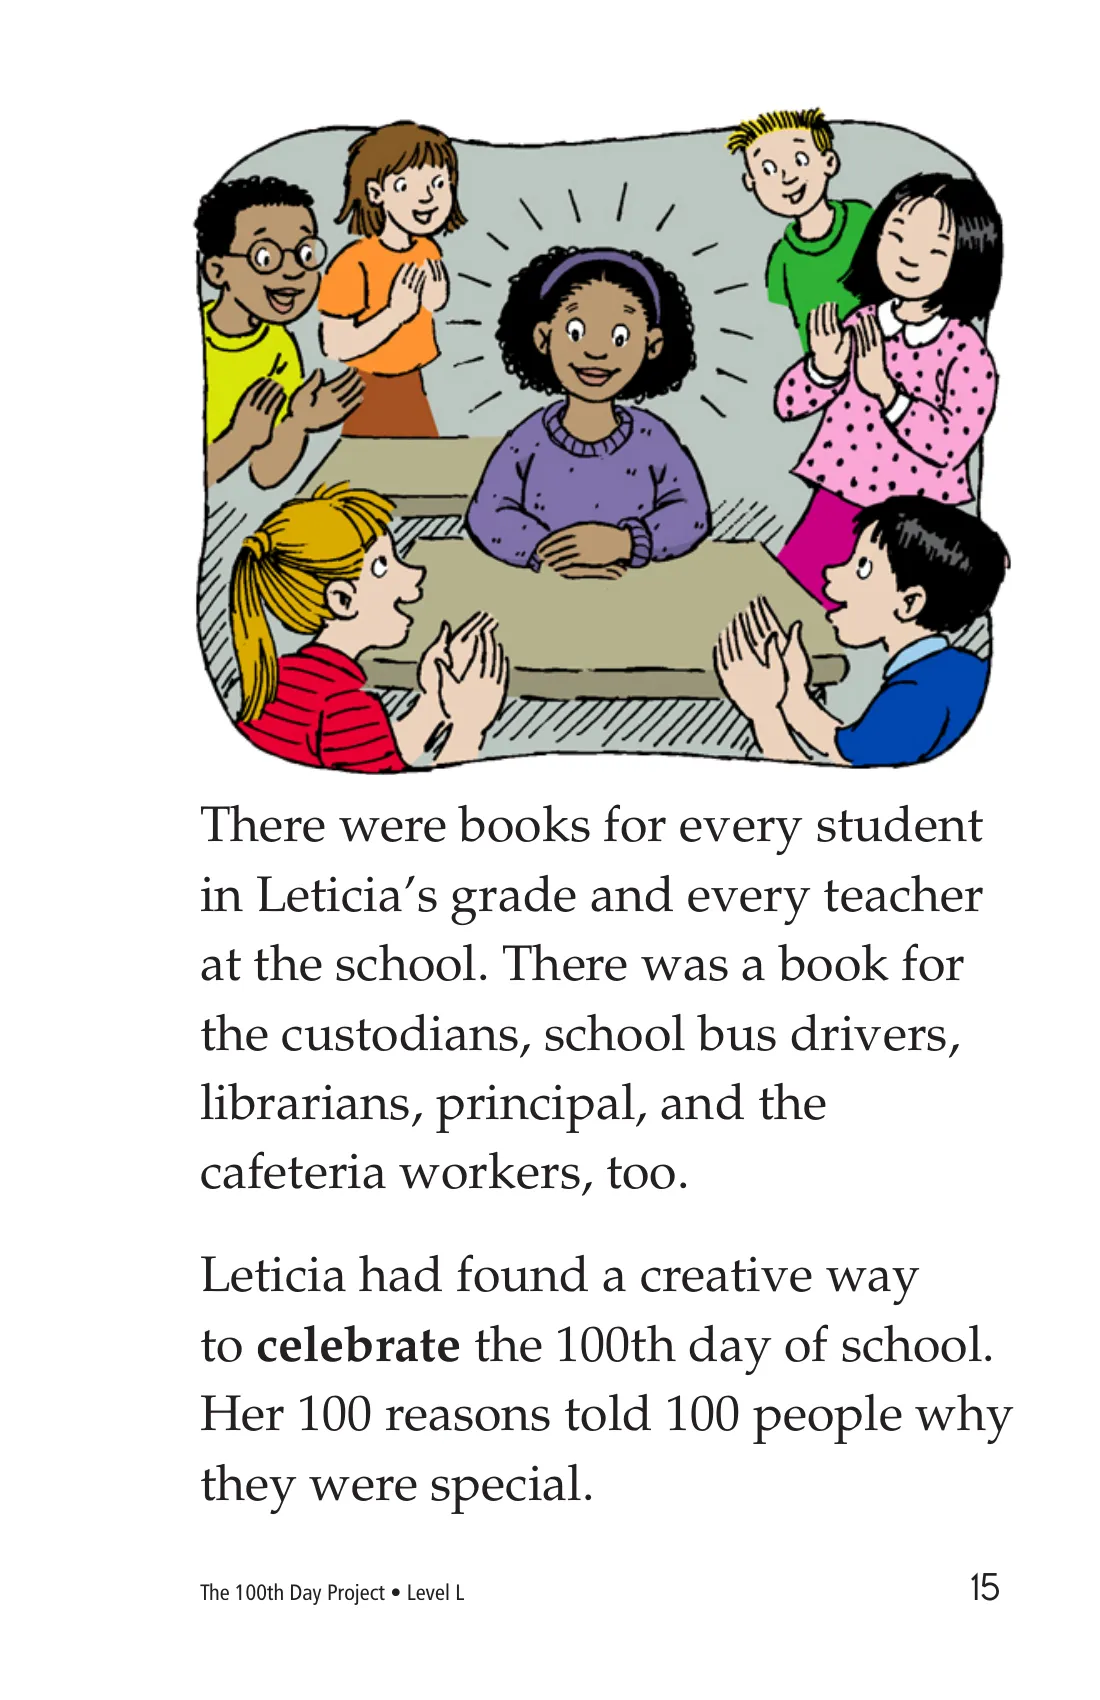 There were books for every student
in Leticia’s grade and every teacher
at the school. There was a book for
the custodians, school bus drivers,
librarians, principal, and the
cafeteria workers, too.
Leticia had found a creative way
to celebrate the 100th day of school.
Her 100 reasons told 100 people why
they were special.
The 100th Day Project • Level L
15